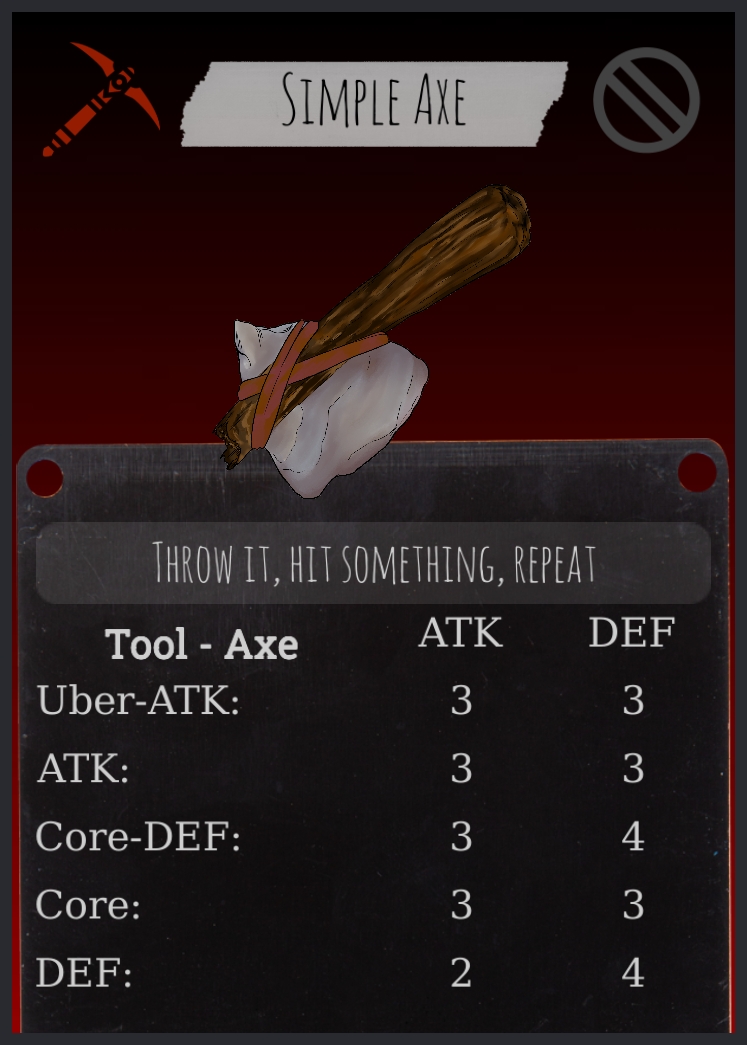 IKON
Simple Axe
Throw it, hit something, repeat
Tool - Axe ATK DEF
Uber-ATK: 3 3
ATK: 3 3
Core-DEF: 3 4
Core: 3 3
DEF: 2 4